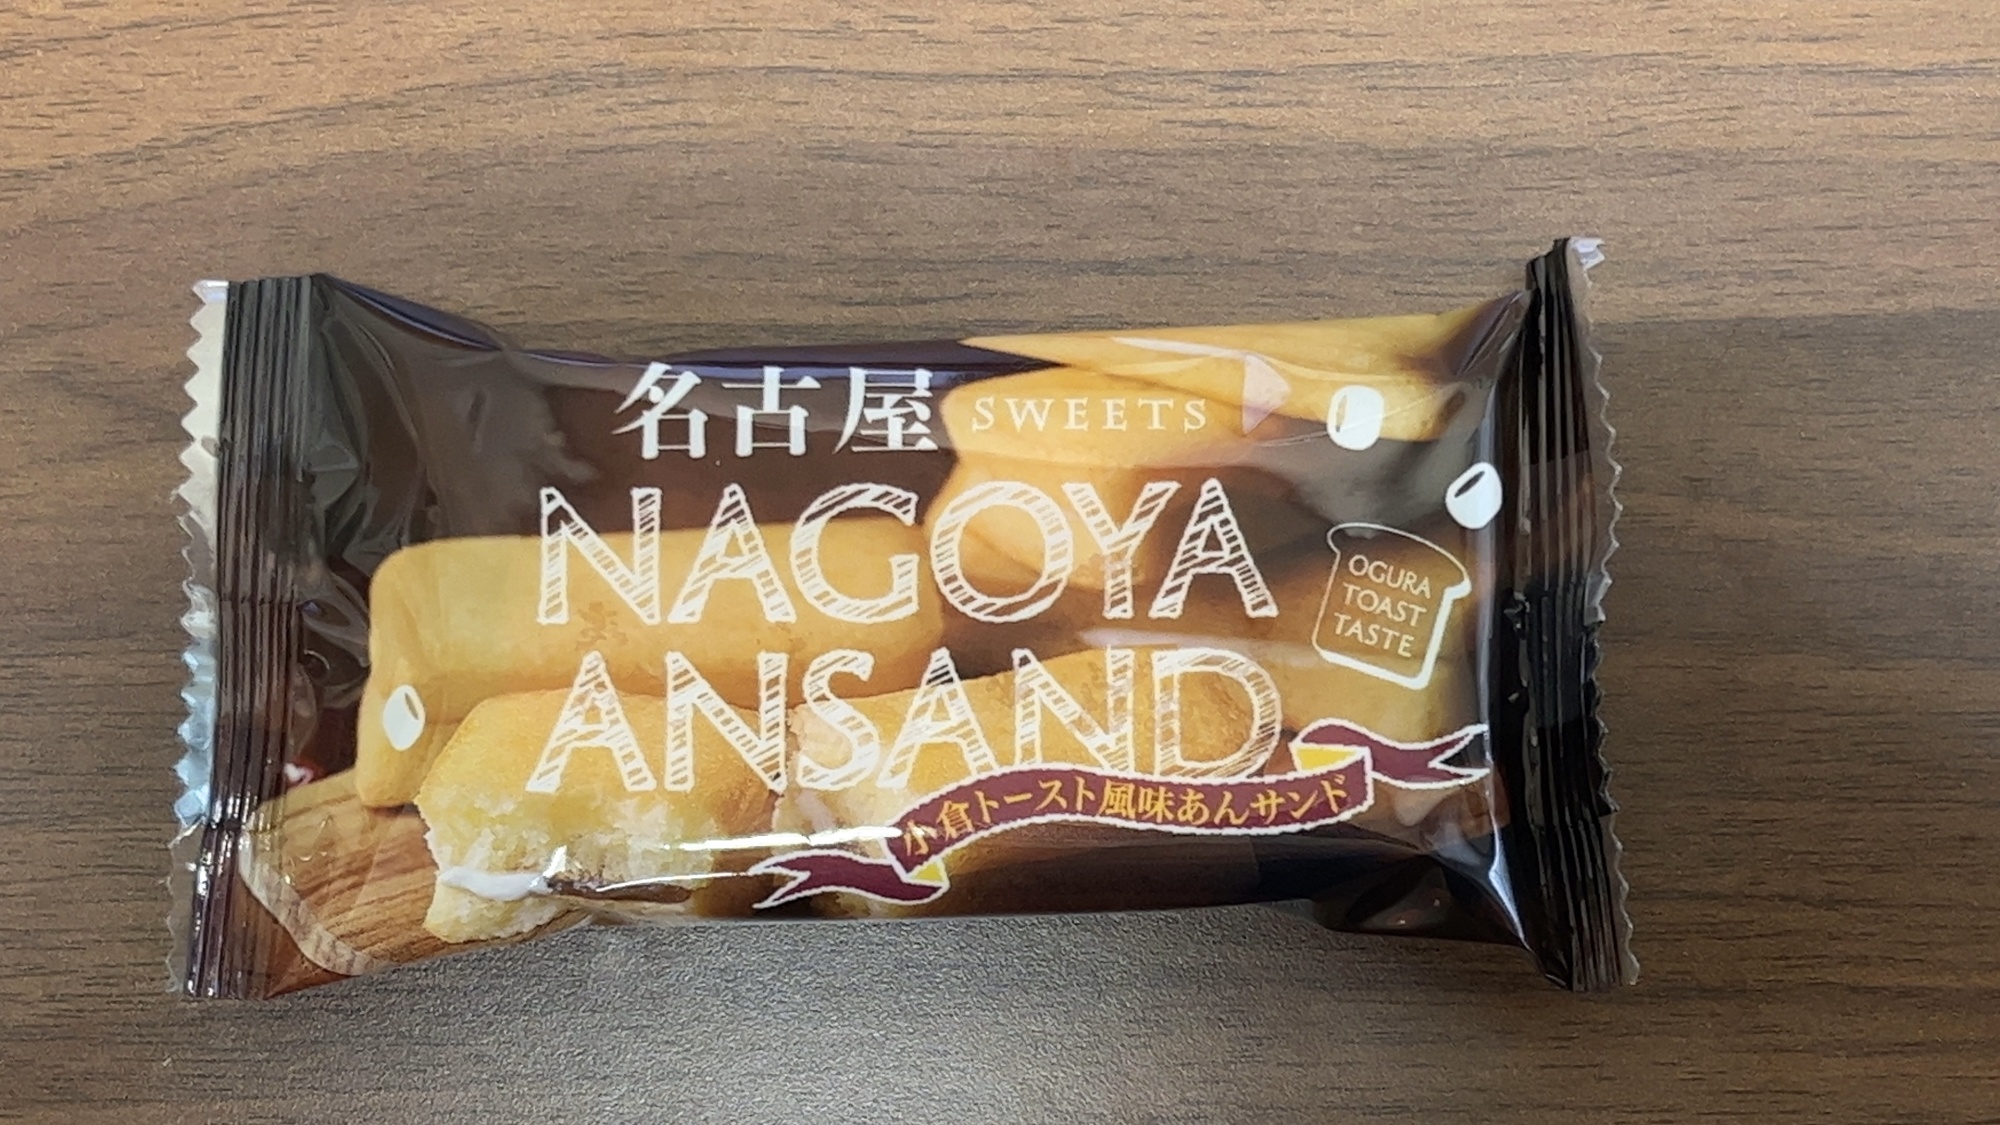 名古屋 SWEETS
NAGOYA
ANSAND
OGURA
TOAST
TASTE
小倉トースト風味あんサンド